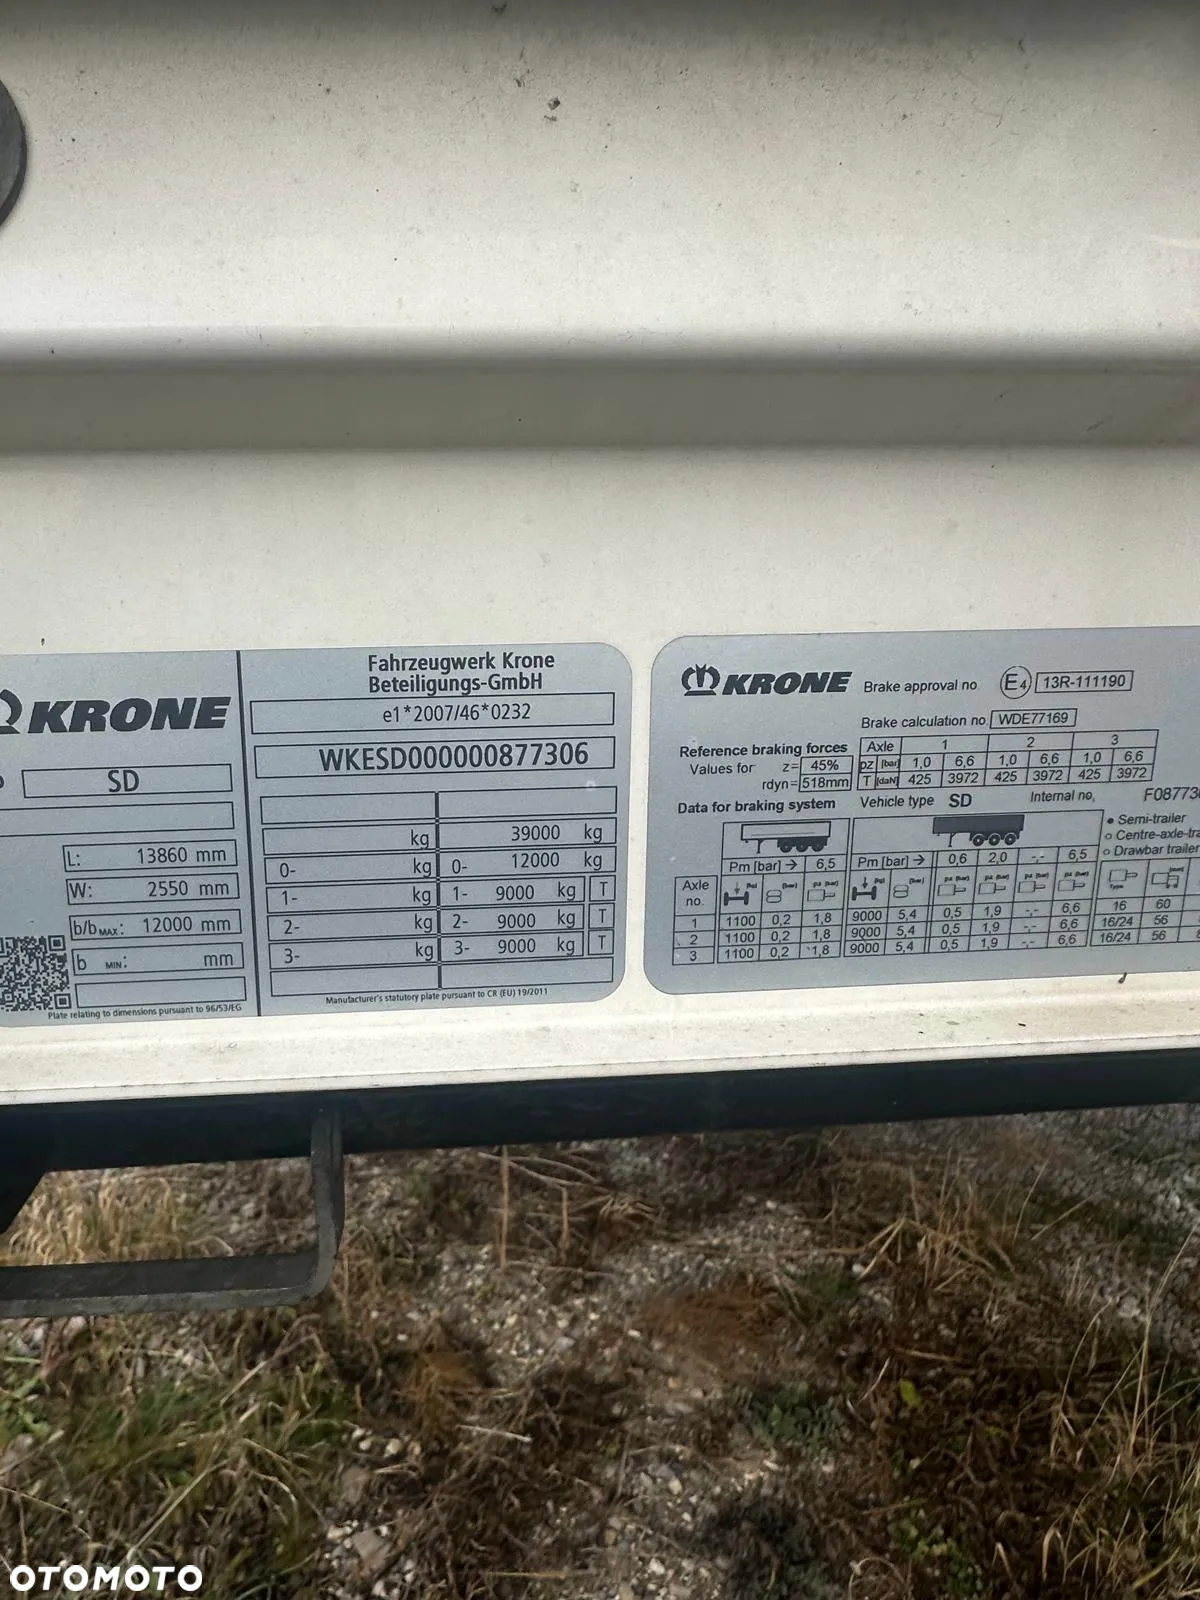 KRONE
SD
L: 13860 mm
W: 2550 mm
b/b MAX: 12000 mm
b MIN: mm
Plate relating to dimensions pursuant to 96/53/EG
Fahrzeugwerk Krone
Beteiligungs-GmbH
e1*2007/46*0232
WKESD000000877306
kg 39000 kg
0- kg 0- 12000 kg
1- kg 1- 9000 kg T
2- kg 2- 9000 kg T
3- kg 3- 9000 kg T
Manufacturer's statutory plate pursuant to CR (EU) 19/2011
KRONE Brake approval no E4 13R-111190
Brake calculation no WDE77169
Reference braking forces
Values for z= 45%
rdyn= 518mm
Axle 1 2 3
pz [bar] 1,0 6,6 1,0 6,6 1,0 6,6
T [daN] 425 3972 425 3972 425 3972
Data for braking system Vehicle type SD Internal no. F08773
• Semi-trailer
○ Centre-axle-tra
○ Drawbar trailer
Pm [bar] → 6,5 Pm [bar] → 0,6 2,0 -,- 6,5
Axle no.
Type
1 1100 0,2 1,8 9000 5,4 0,5 1,9 -,- 6,6 16 60
2 1100 0,2 1,8 9000 5,4 0,5 1,9 -,- 6,6 16/24 56
3 1100 0,2 1,8 9000 5,4 0,5 1,9 -,- 6,6 16/24 56
OTOMOTO